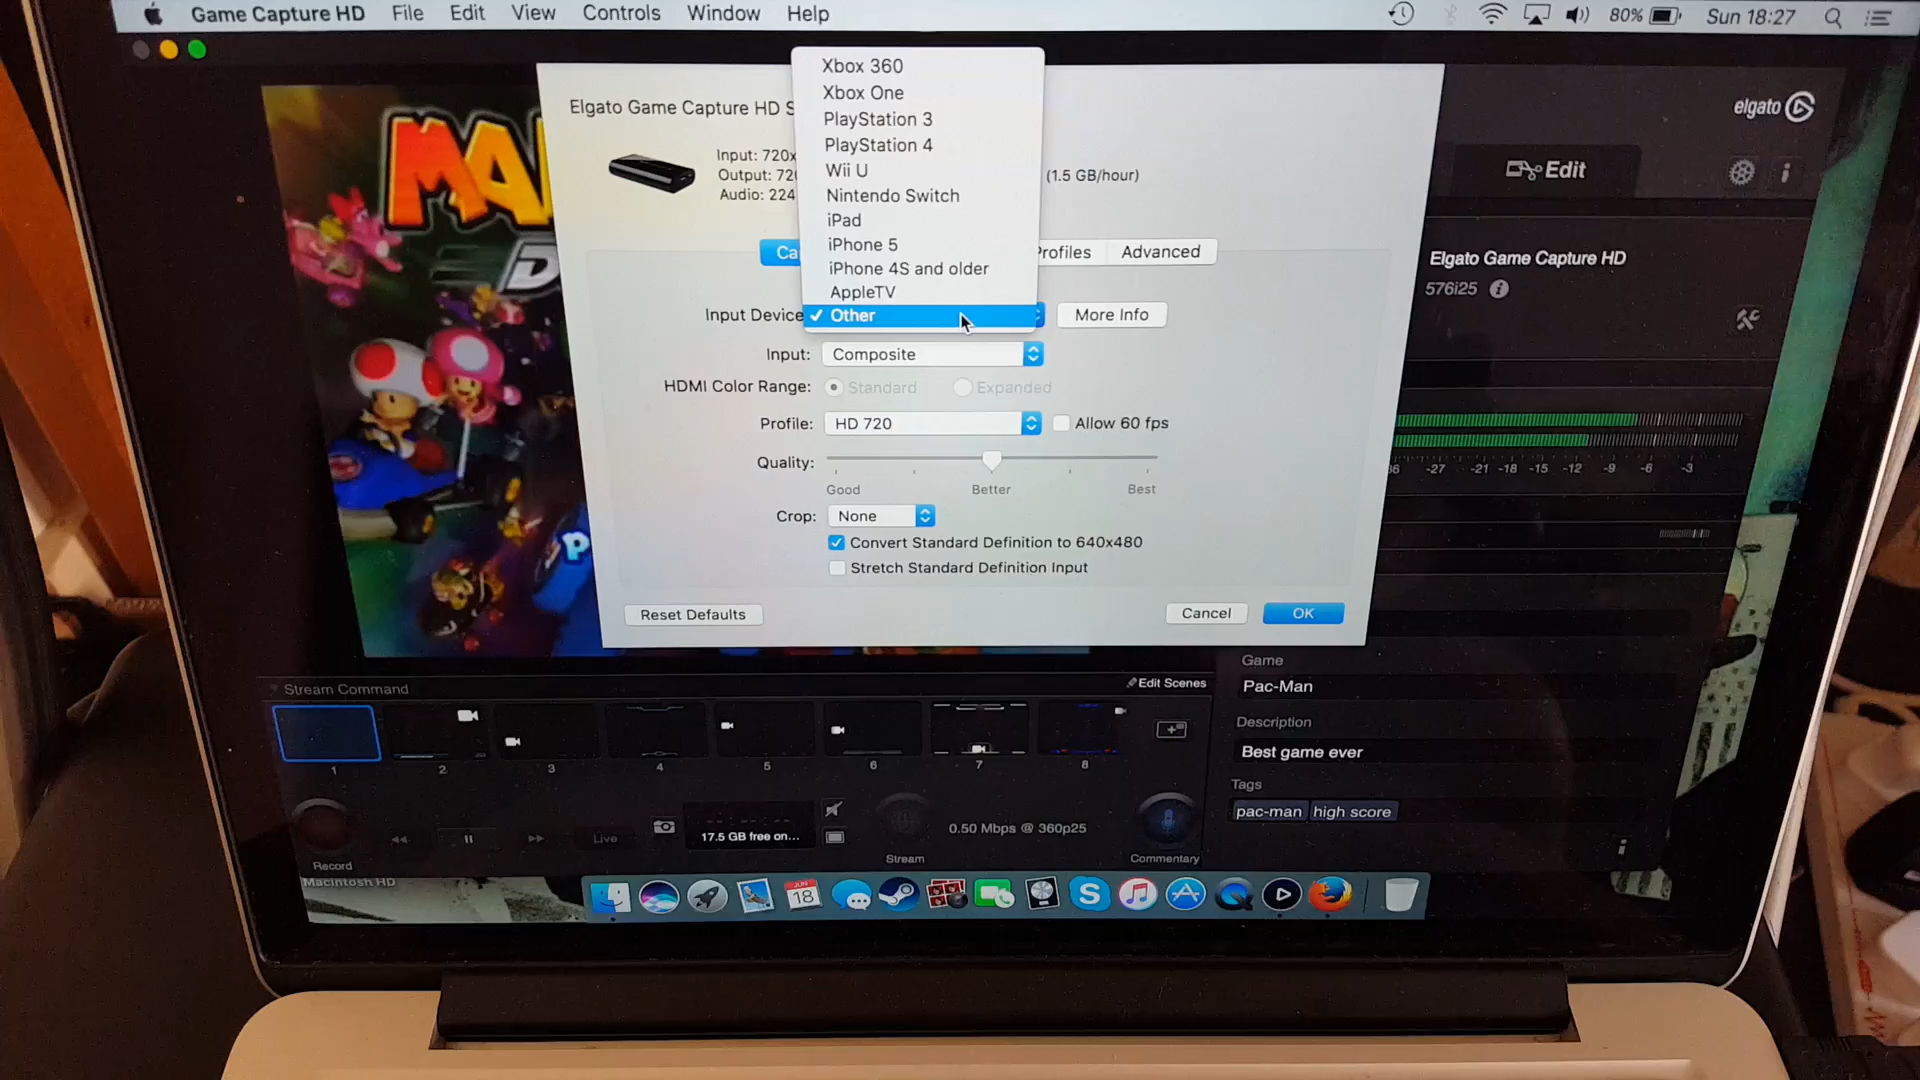 Game Capture HD File Edit View Controls Window Help 80% Sun 18:27
Xbox 360
Xbox One
PlayStation 3
PlayStation 4
Wii U
Nintendo Switch
iPad
iPhone 5
iPhone 4S and older
AppleTV
Other
Elgato Game Capture HD S
Input: 720x
Output: 720
Audio: 224
(1.5 GB/hour)
Ca
Profiles
Advanced
Input Device
More Info
Input: Composite
HDMI Color Range: Standard Expanded
Profile: HD 720 Allow 60 fps
Quality:
Good Better Best
Crop: None
Convert Standard Definition to 640x480
Stretch Standard Definition Input
Reset Defaults
Cancel
OK
elgato
Edit
Elgato Game Capture HD
576i25
36 -27 -21 -18 -15 -12 -9 -6 -3
Game
Pac-Man
Description
Best game ever
Tags
pac-man high score
Stream Command
Edit Scenes
1 2 3 4 5 6 7 8
Live
17.5 GB free on...
0.50 Mbps @ 360p25
Record
Stream
Commentary
Macintosh HD
JUN
18